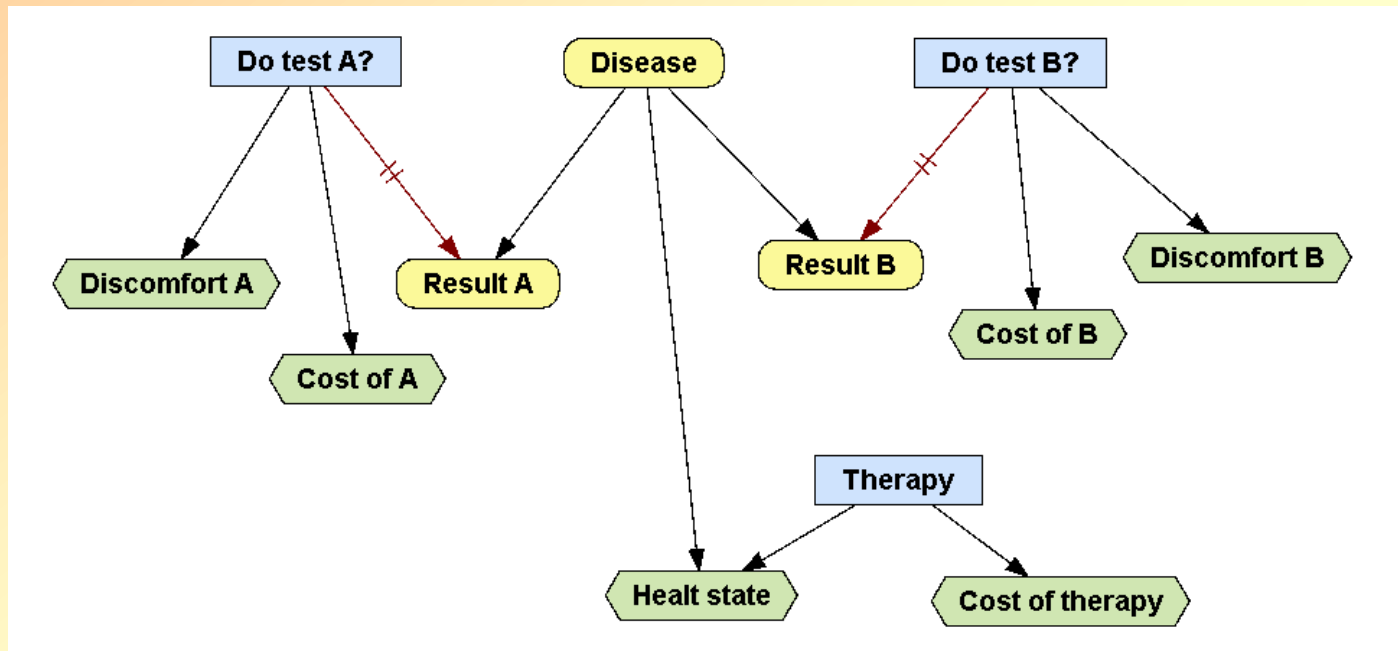 Do test A?
Disease
Do test B?
Discomfort A
Result A
Result B
Discomfort B
Cost of A
Cost of B
Therapy
Healt state
Cost of therapy